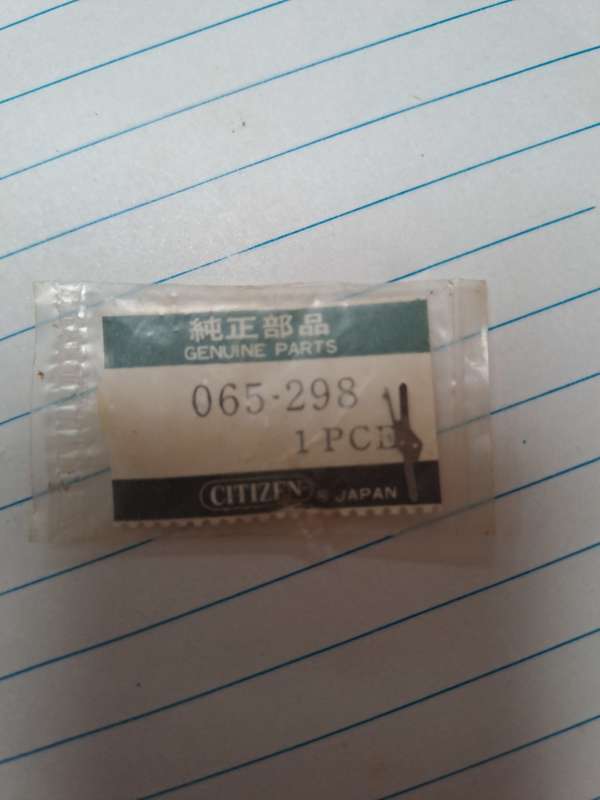 純正部品
GENUINE PARTS
065-298
1 PCE
CITIZEN ® JAPAN